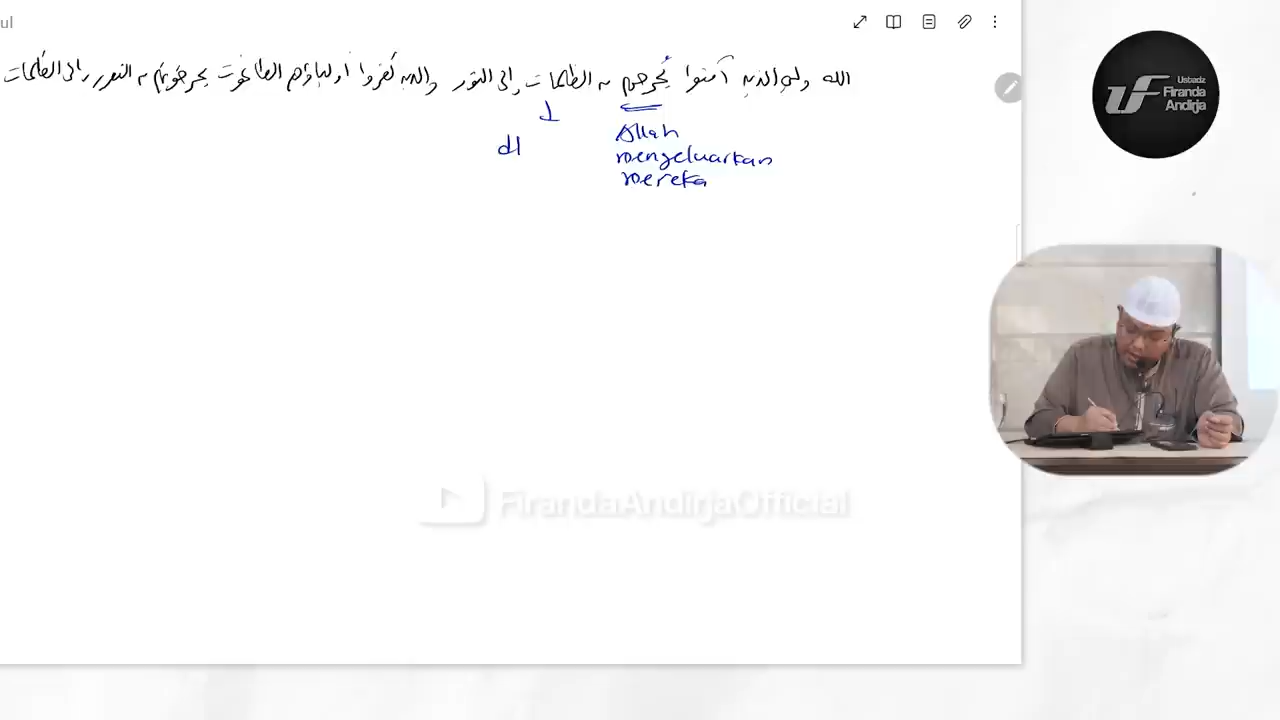 ul
الله ولي الذين آمنوا يخرجهم من الظلمات إلى النور والذين كفروا أولياؤهم الطاغوت يخرجونهم من النور إلى الظلمات
Allah
mengeluarkan
mereka
Ustadz
Firanda
Andirja
FirandaAndirjaOfficial